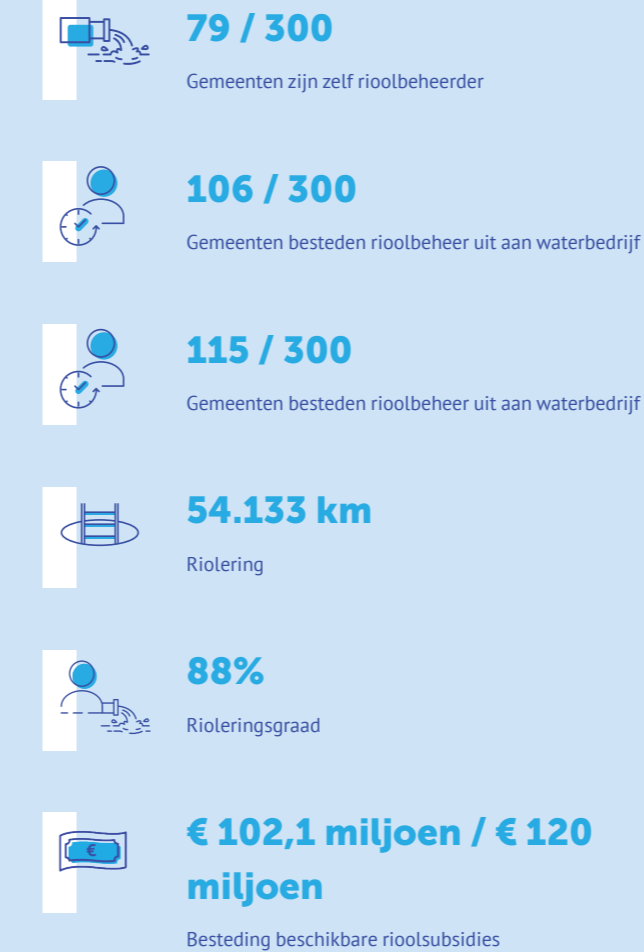 79 / 300
Gemeenten zijn zelf rioolbeheerder
106 / 300
Gemeenten besteden rioolbeheer uit aan waterbedrijf
115 / 300
Gemeenten besteden rioolbeheer uit aan waterbedrijf
54.133 km
Riolering
88%
Rioleringsgraad
€
€ 102,1 miljoen / € 120
miljoen
Besteding beschikbare rioolsubsidies